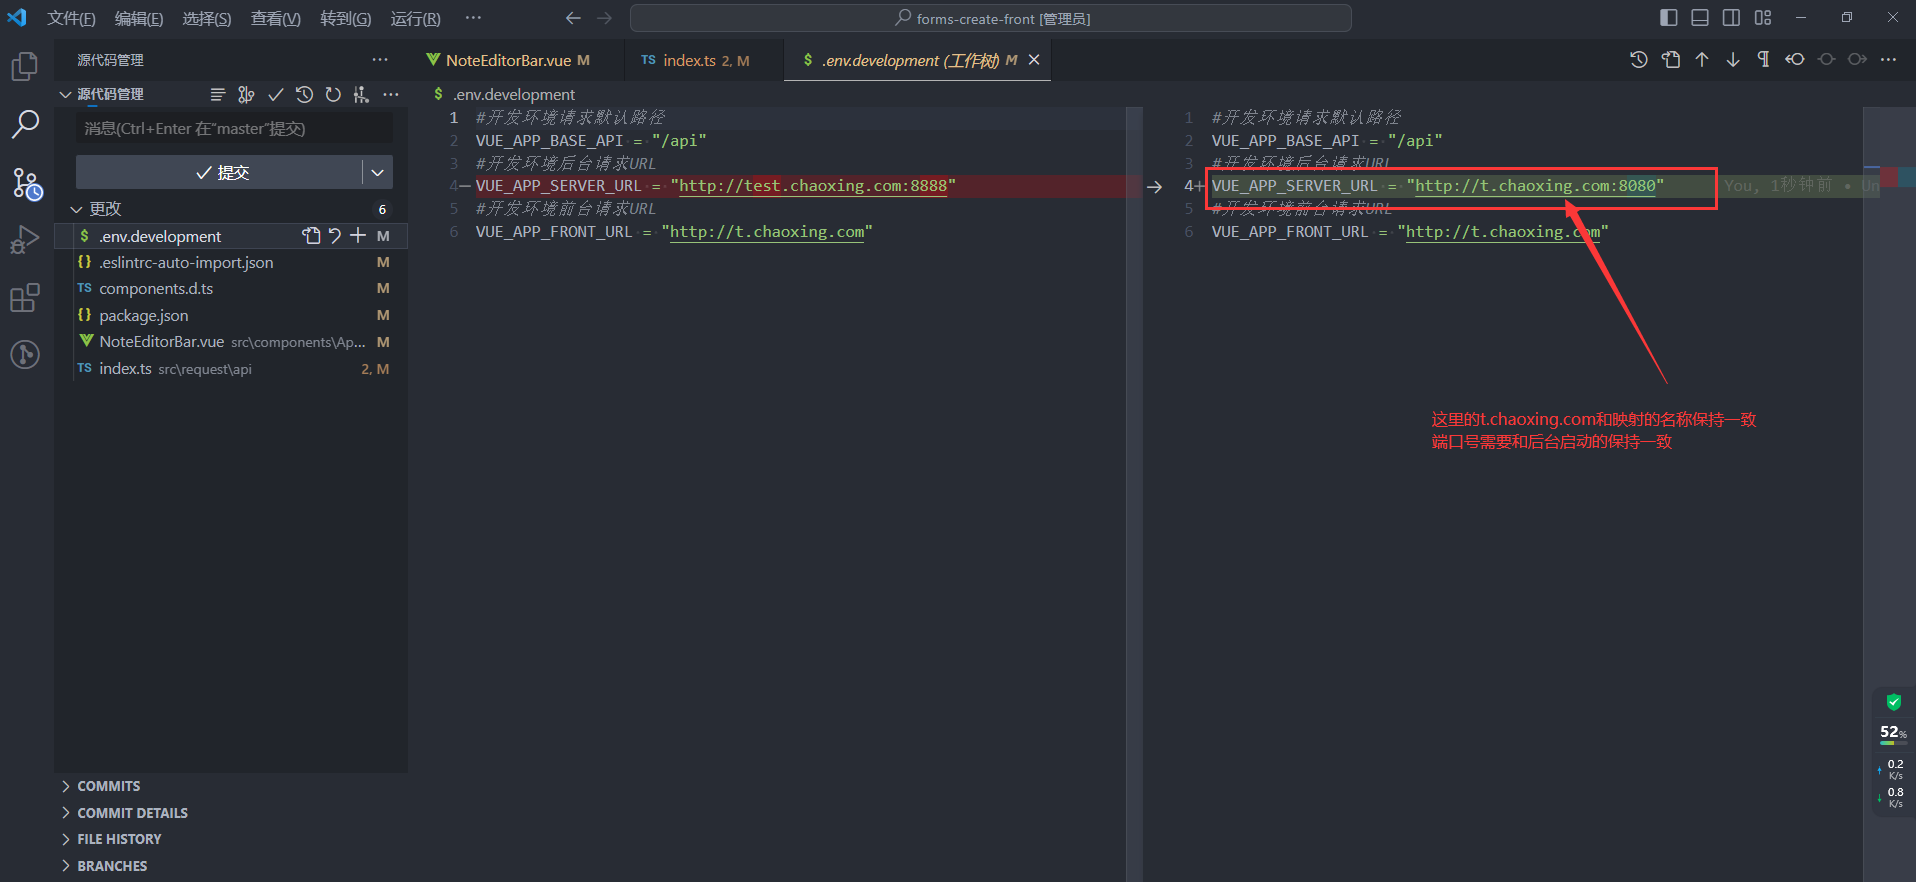 文件(F) 编辑(E) 选择(S) 查看(V) 转到(G) 运行(R) ··· forms-create-front [管理员]
源代码管理 ···
NoteEditorBar.vue M
TS index.ts 2, M
$ .env.development (工作树) M
源代码管理
消息(Ctrl+Enter 在“master”提交)
提交
更改 6
$ .env.development M
{} .eslintrc-auto-import.json M
TS components.d.ts M
{} package.json M
NoteEditorBar.vue src\components\Ap... M
TS index.ts src\request\api 2, M
COMMITS
COMMIT DETAILS
FILE HISTORY
BRANCHES
$ .env.development
1 #开发环境请求默认路径
2 VUE_APP_BASE_API = "/api"
3 #开发环境后台请求URL
4— VUE_APP_SERVER_URL = "http://test.chaoxing.com:8888"
5 #开发环境前台请求URL
6 VUE_APP_FRONT_URL = "http://t.chaoxing.com"
1 #开发环境请求默认路径
2 VUE_APP_BASE_API = "/api"
3 #开发环境后台请求URL
4+ VUE_APP_SERVER_URL = "http://t.chaoxing.com:8080" You, 1秒钟前 • Un
5 #开发环境前台请求URL
6 VUE_APP_FRONT_URL = "http://t.chaoxing.com"
这里的t.chaoxing.com和映射的名称保持一致
端口号需要和后台启动的保持一致
52%
0.2
K/s
0.8
K/s